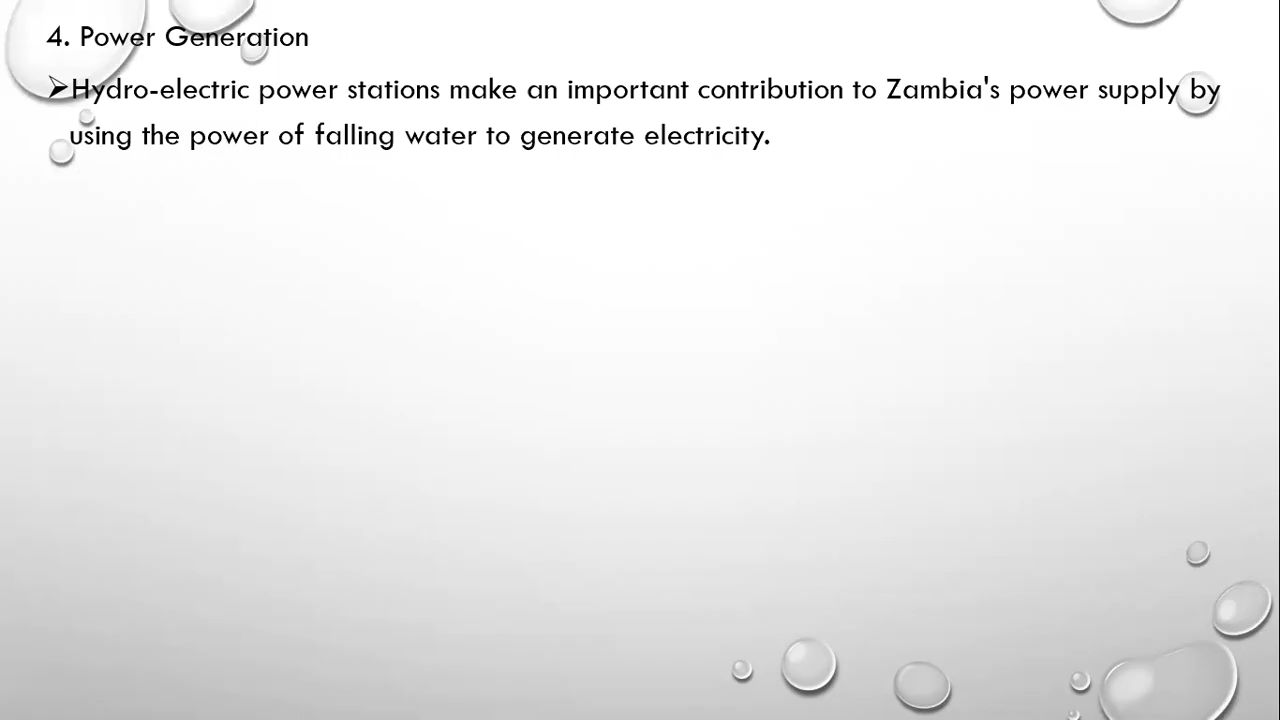 4. Power Generation
➢Hydro-electric power stations make an important contribution to Zambia's power supply by
using the power of falling water to generate electricity.